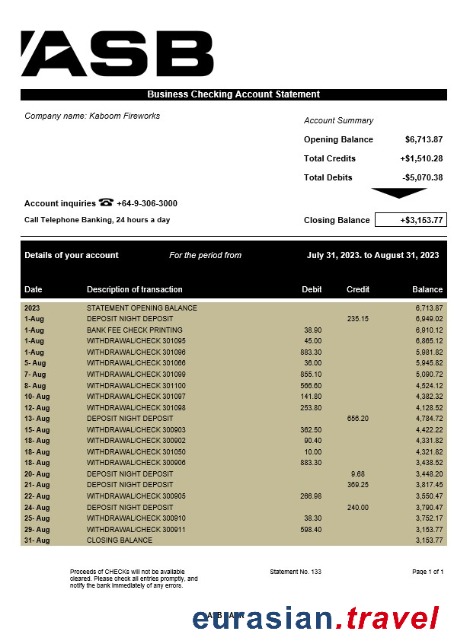 ASB
Business Checking Account Statement
Company name: Kaboom Fireworks
Account Summary
Opening Balance $6,713.87
Total Credits +$1,510.28
Total Debits -$5,070.38
Account inquiries ☎ +64-9-306-3000
Call Telephone Banking, 24 hours a day
Closing Balance +$3,153.77
Details of your account For the period from July 31, 2023. to August 31, 2023
Date Description of transaction Debit Credit Balance
2023 STATEMENT OPENING BALANCE 6,713.87
1-Aug DEPOSIT NIGHT DEPOSIT 235.15 6,949.02
1-Aug BANK FEE CHECK PRINTING 38.90 6,910.12
1-Aug WITHDRAWAL/CHECK 301095 45.00 6,865.12
1-Aug WITHDRAWAL/CHECK 301096 883.30 5,981.82
5- Aug WITHDRAWAL/CHECK 301066 36.00 5,945.82
7- Aug WITHDRAWAL/CHECK 301099 855.10 5,090.72
8- Aug WITHDRAWAL/CHECK 301100 566.60 4,524.12
10- Aug WITHDRAWAL/CHECK 301097 141.80 4,382.32
12- Aug WITHDRAWAL/CHECK 301098 253.80 4,128.52
13- Aug DEPOSIT NIGHT DEPOSIT 656.20 4,784.72
15- Aug WITHDRAWAL/CHECK 300903 362.50 4,422.22
18- Aug WITHDRAWAL/CHECK 300902 90.40 4,331.82
18- Aug WITHDRAWAL/CHECK 301050 10.00 4,321.82
18- Aug WITHDRAWAL/CHECK 300906 883.30 3,438.52
20- Aug DEPOSIT NIGHT DEPOSIT 9.68 3,448.20
21- Aug DEPOSIT NIGHT DEPOSIT 369.25 3,817.45
22- Aug WITHDRAWAL/CHECK 300905 266.98 3,550.47
24- Aug DEPOSIT NIGHT DEPOSIT 240.00 3,790.47
25- Aug WITHDRAWAL/CHECK 300910 38.30 3,752.17
29- Aug WITHDRAWAL/CHECK 300911 598.40 3,153.77
31- Aug CLOSING BALANCE 3,153.77
Proceeds of CHECKs will not be available Statement No. 133 Page 1 of 1
cleared. Please check all entries promptly, and
notify the bank immediately of any errors.
eurasian.travel